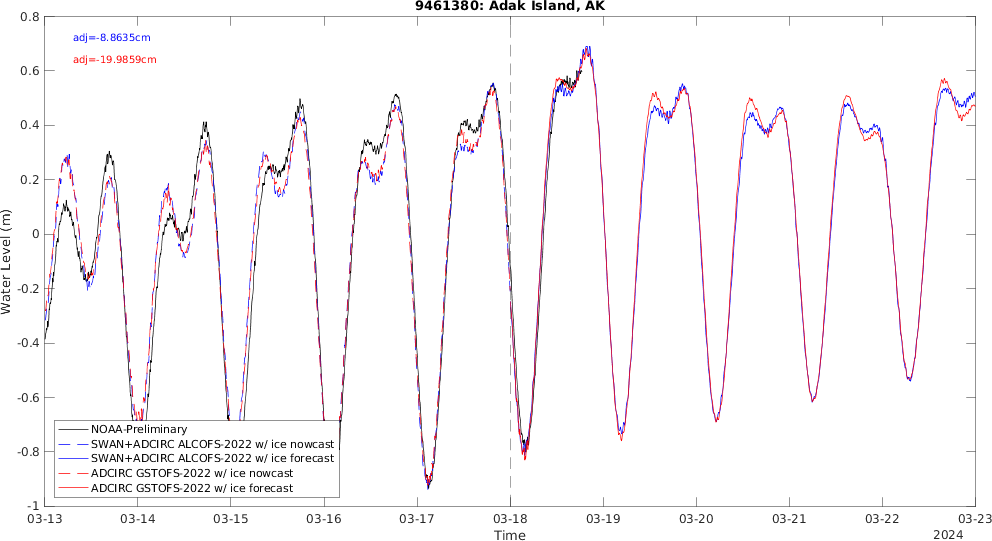 9461380: Adak Island, AK
adj=-8.8635cm
adj=-19.9859cm
Water Level (m)
0.8
0.6
0.4
0.2
0
-0.2
-0.4
-0.6
-0.8
-1
NOAA-Preliminary
SWAN+ADCIRC ALCOFS-2022 w/ ice nowcast
SWAN+ADCIRC ALCOFS-2022 w/ ice forecast
ADCIRC GSTOFS-2022 w/ ice nowcast
ADCIRC GSTOFS-2022 w/ ice forecast
03-13 03-14 03-15 03-16 03-17 03-18 03-19 03-20 03-21 03-22 03-23
Time
2024